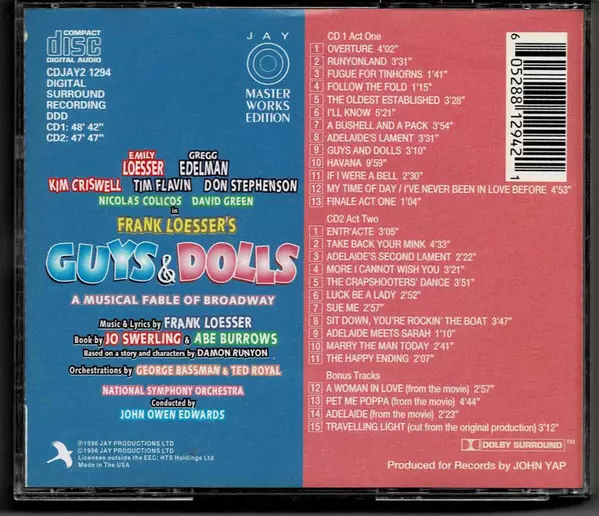 COMPACT
disc
DIGITAL AUDIO
CDJAY2 1294
DIGITAL
SURROUND
RECORDING
DDD
CD1: 48' 42"
CD2: 47' 47"
JAY
MASTER
WORKS
EDITION
EMILY LOESSER GREGG EDELMAN
KIM CRISWELL TIM FLAVIN DON STEPHENSON
NICOLAS COLICOS DAVID GREEN
in
FRANK LOESSER'S
GUYS & DOLLS
A MUSICAL FABLE OF BROADWAY
Music & Lyrics by FRANK LOESSER
Book by JO SWERLING & ABE BURROWS
Based on a story and characters by DAMON RUNYON
Orchestrations by GEORGE BASSMAN & TED ROYAL
NATIONAL SYMPHONY ORCHESTRA
Conducted by
JOHN OWEN EDWARDS
℗1996 JAY PRODUCTIONS LTD
©1996 JAY PRODUCTIONS LTD
Licensee outside the EEC: HTS Holdings Ltd
Made in The USA
CD 1 Act One
1 OVERTURE 4'02"
2 RUNYONLAND 3'31"
3 FUGUE FOR TINHORNS 1'41"
4 FOLLOW THE FOLD 1'15"
5 THE OLDEST ESTABLISHED 3'28"
6 I'LL KNOW 5'21"
7 A BUSHELL AND A PACK 3'54"
8 ADELAIDE'S LAMENT 3'31"
9 GUYS AND DOLLS 3'10"
10 HAVANA 9'59"
11 IF I WERE A BELL 2'30"
12 MY TIME OF DAY / I'VE NEVER BEEN IN LOVE BEFORE 4'53"
13 FINALE ACT ONE 1'04"
CD2 Act Two
1 ENTR'ACTE 3'05"
2 TAKE BACK YOUR MINK 4'33"
3 ADELAIDE'S SECOND LAMENT 2'22"
4 MORE I CANNOT WISH YOU 3'21"
5 THE CRAPSHOOTERS' DANCE 3'51"
6 LUCK BE A LADY 2'52"
7 SUE ME 2'57"
8 SIT DOWN, YOU'RE ROCKIN' THE BOAT 3'47"
9 ADELAIDE MEETS SARAH 1'10"
10 MARRY THE MAN TODAY 2'41"
11 THE HAPPY ENDING 2'07"
Bonus Tracks
12 A WOMAN IN LOVE (from the movie) 2'57"
13 PET ME POPPA (from the movie) 4'44"
14 ADELAIDE (from the movie) 2'23"
15 TRAVELLING LIGHT (cut from the original production) 3'12"
DOLBY SURROUND™
Produced for Records by JOHN YAP
6 05288 12942 1